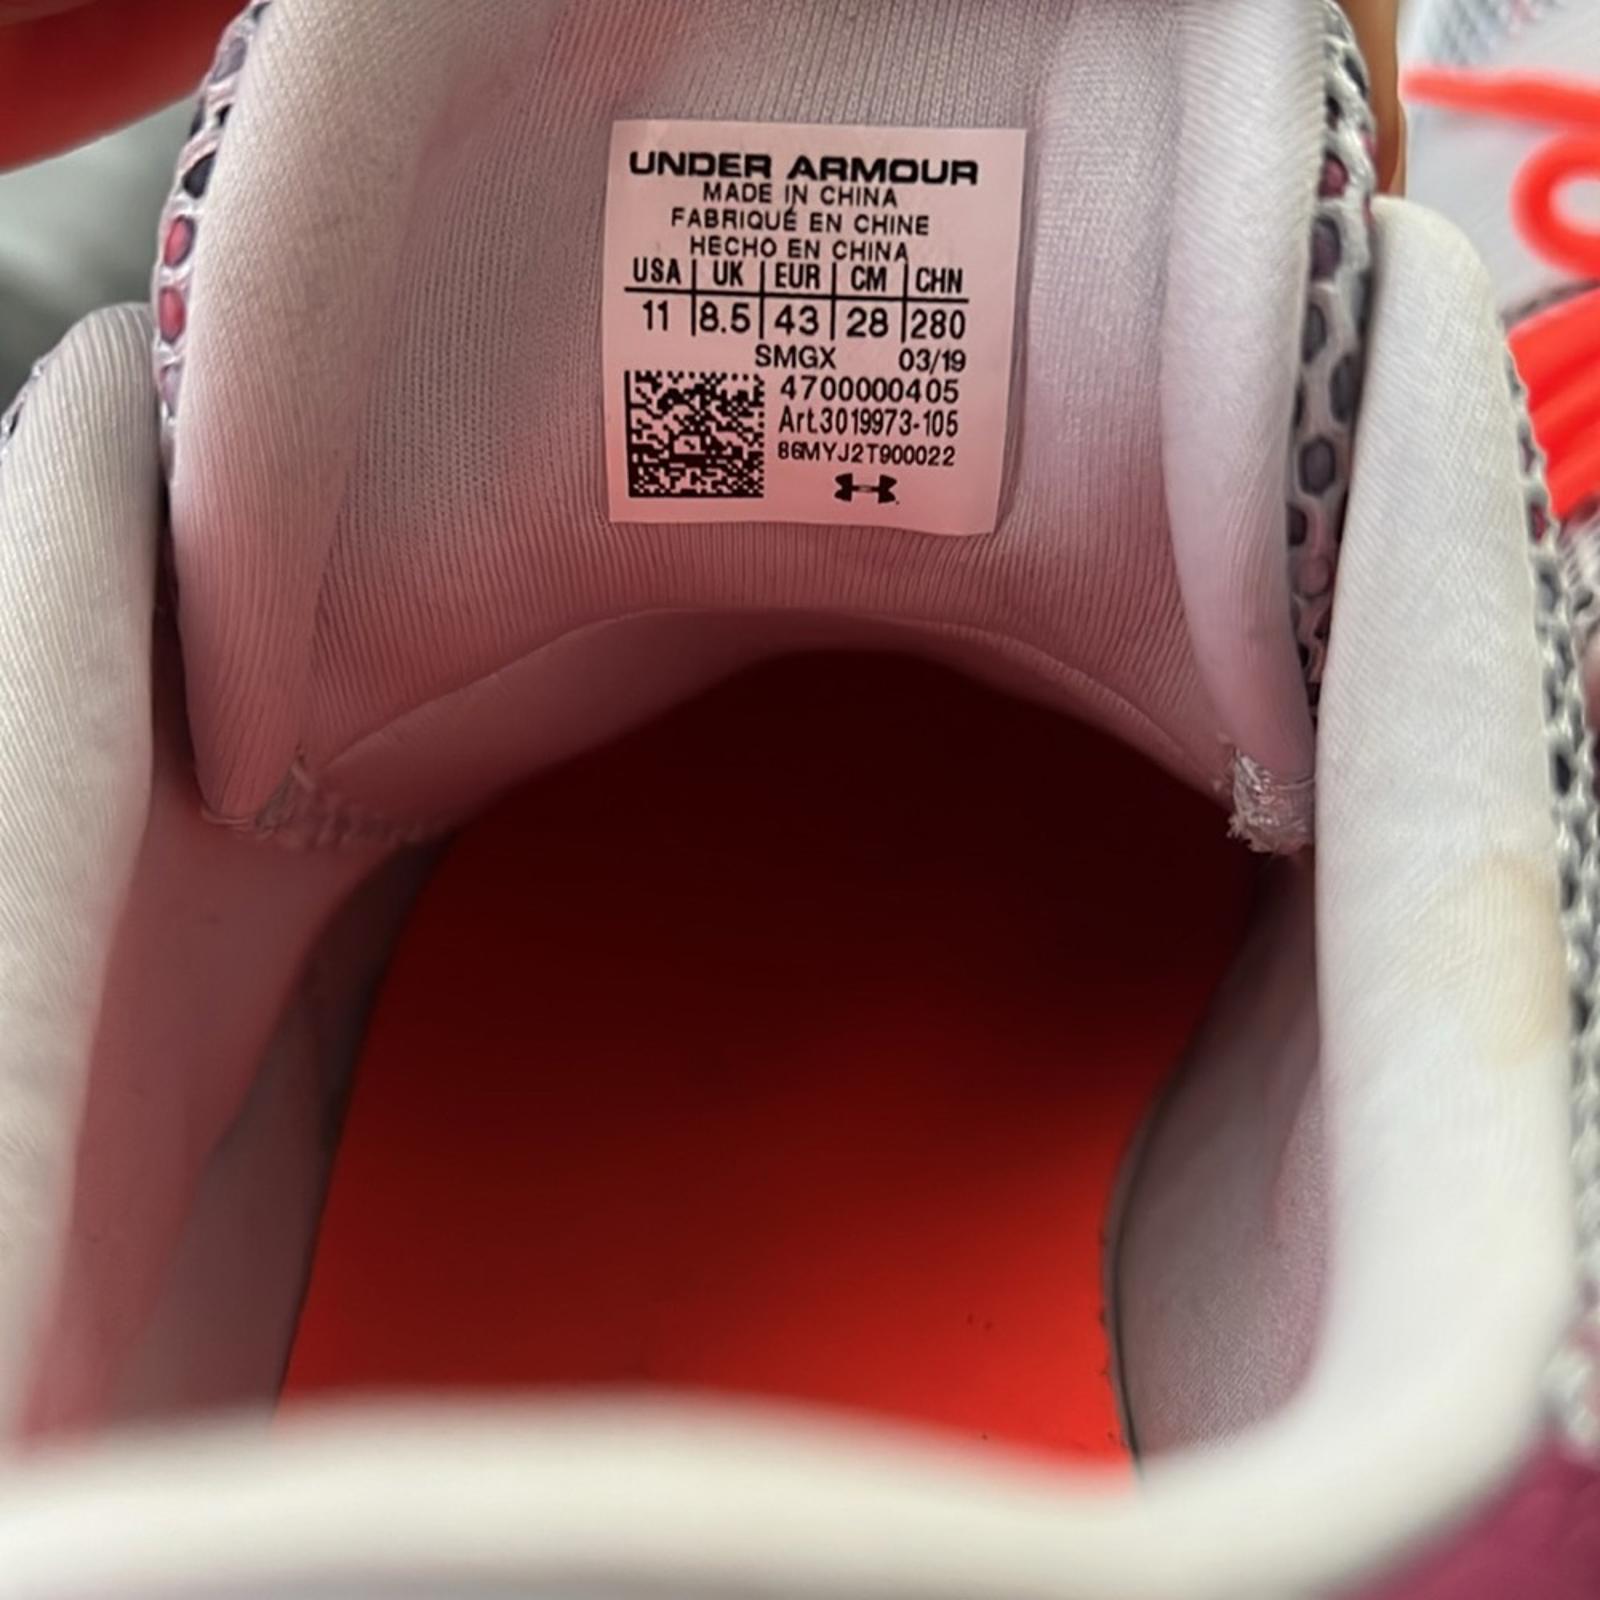 UNDER ARMOUR
MADE IN CHINA
FABRIQUÉ EN CHINE
HECHO EN CHINA
USA UK EUR CM CHN
11 8.5 43 28 280
SMGX 03/19
4700000405
Art.3019973-105
86MYJ2T900022